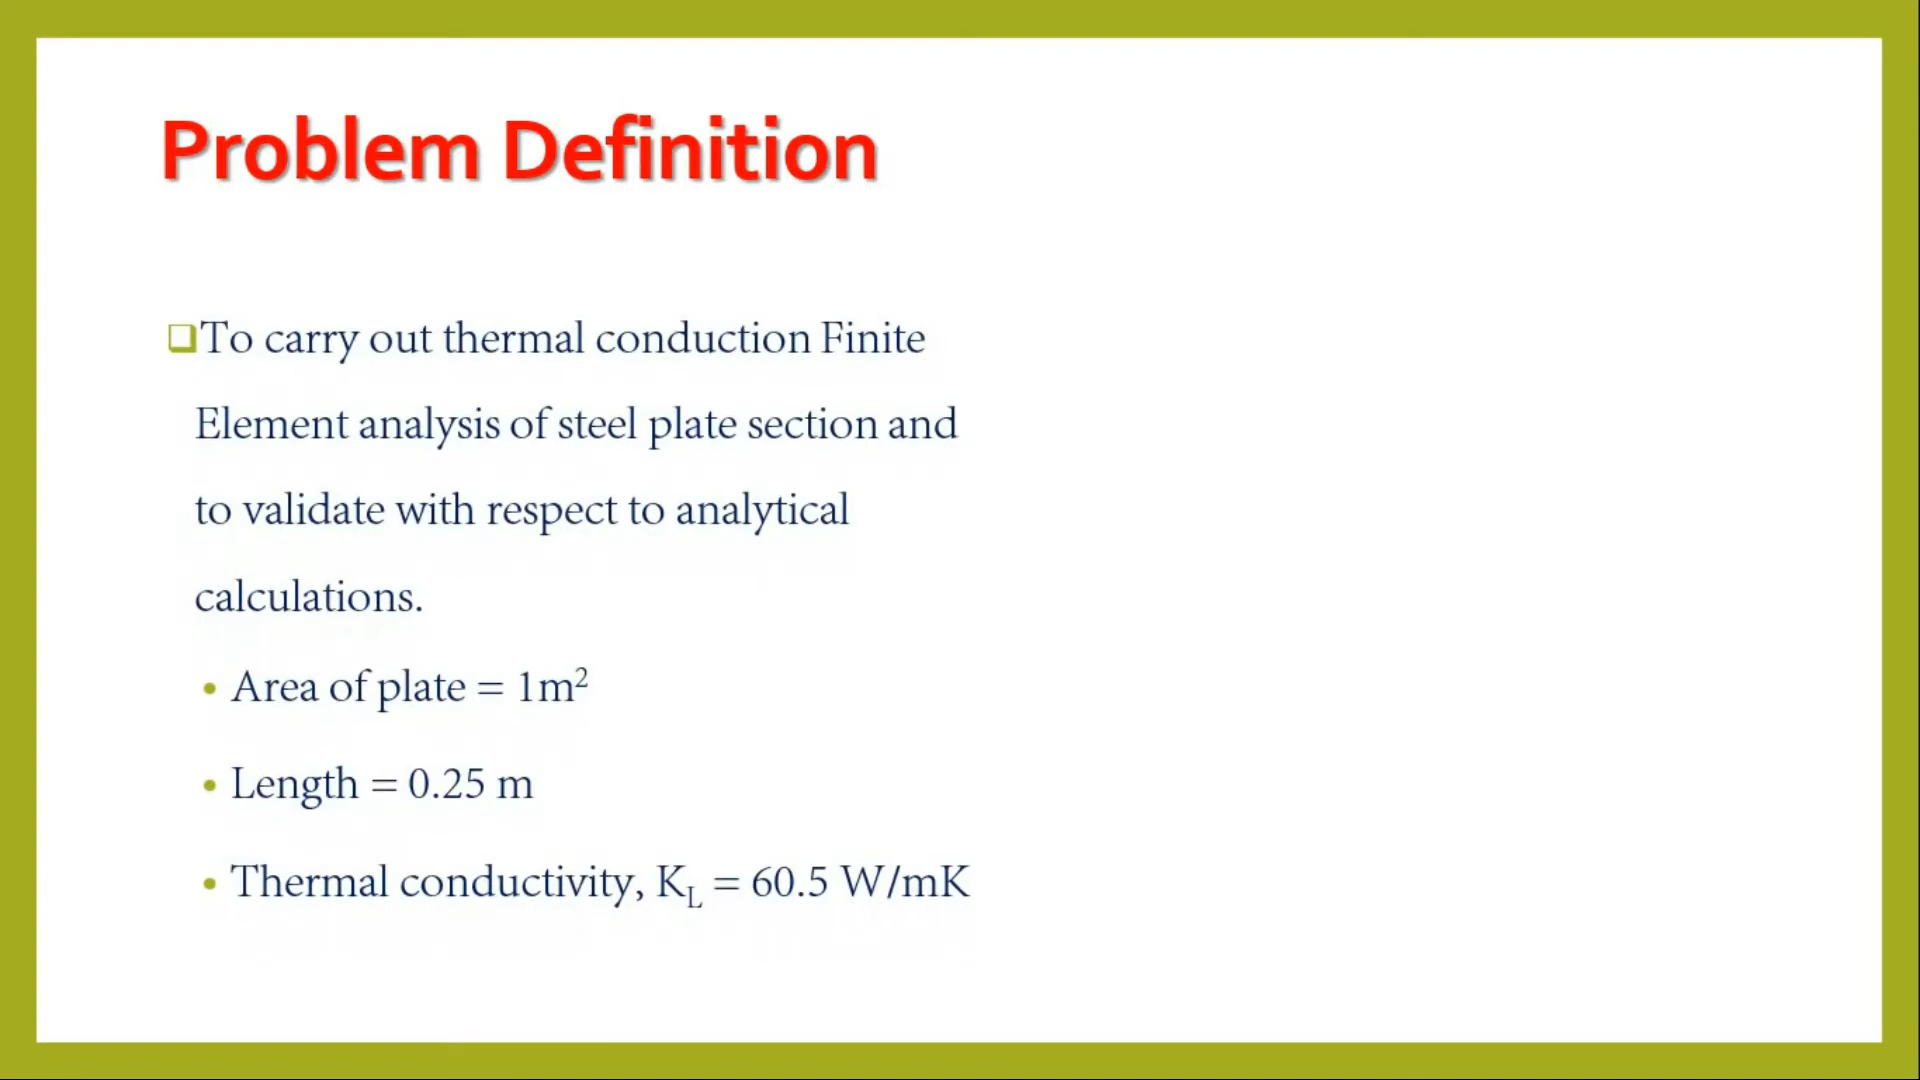 Problem Definition
❑To carry out thermal conduction Finite
Element analysis of steel plate section and
to validate with respect to analytical
calculations.
• Area of plate = 1m²
• Length = 0.25 m
• Thermal conductivity, K_L = 60.5 W/mK